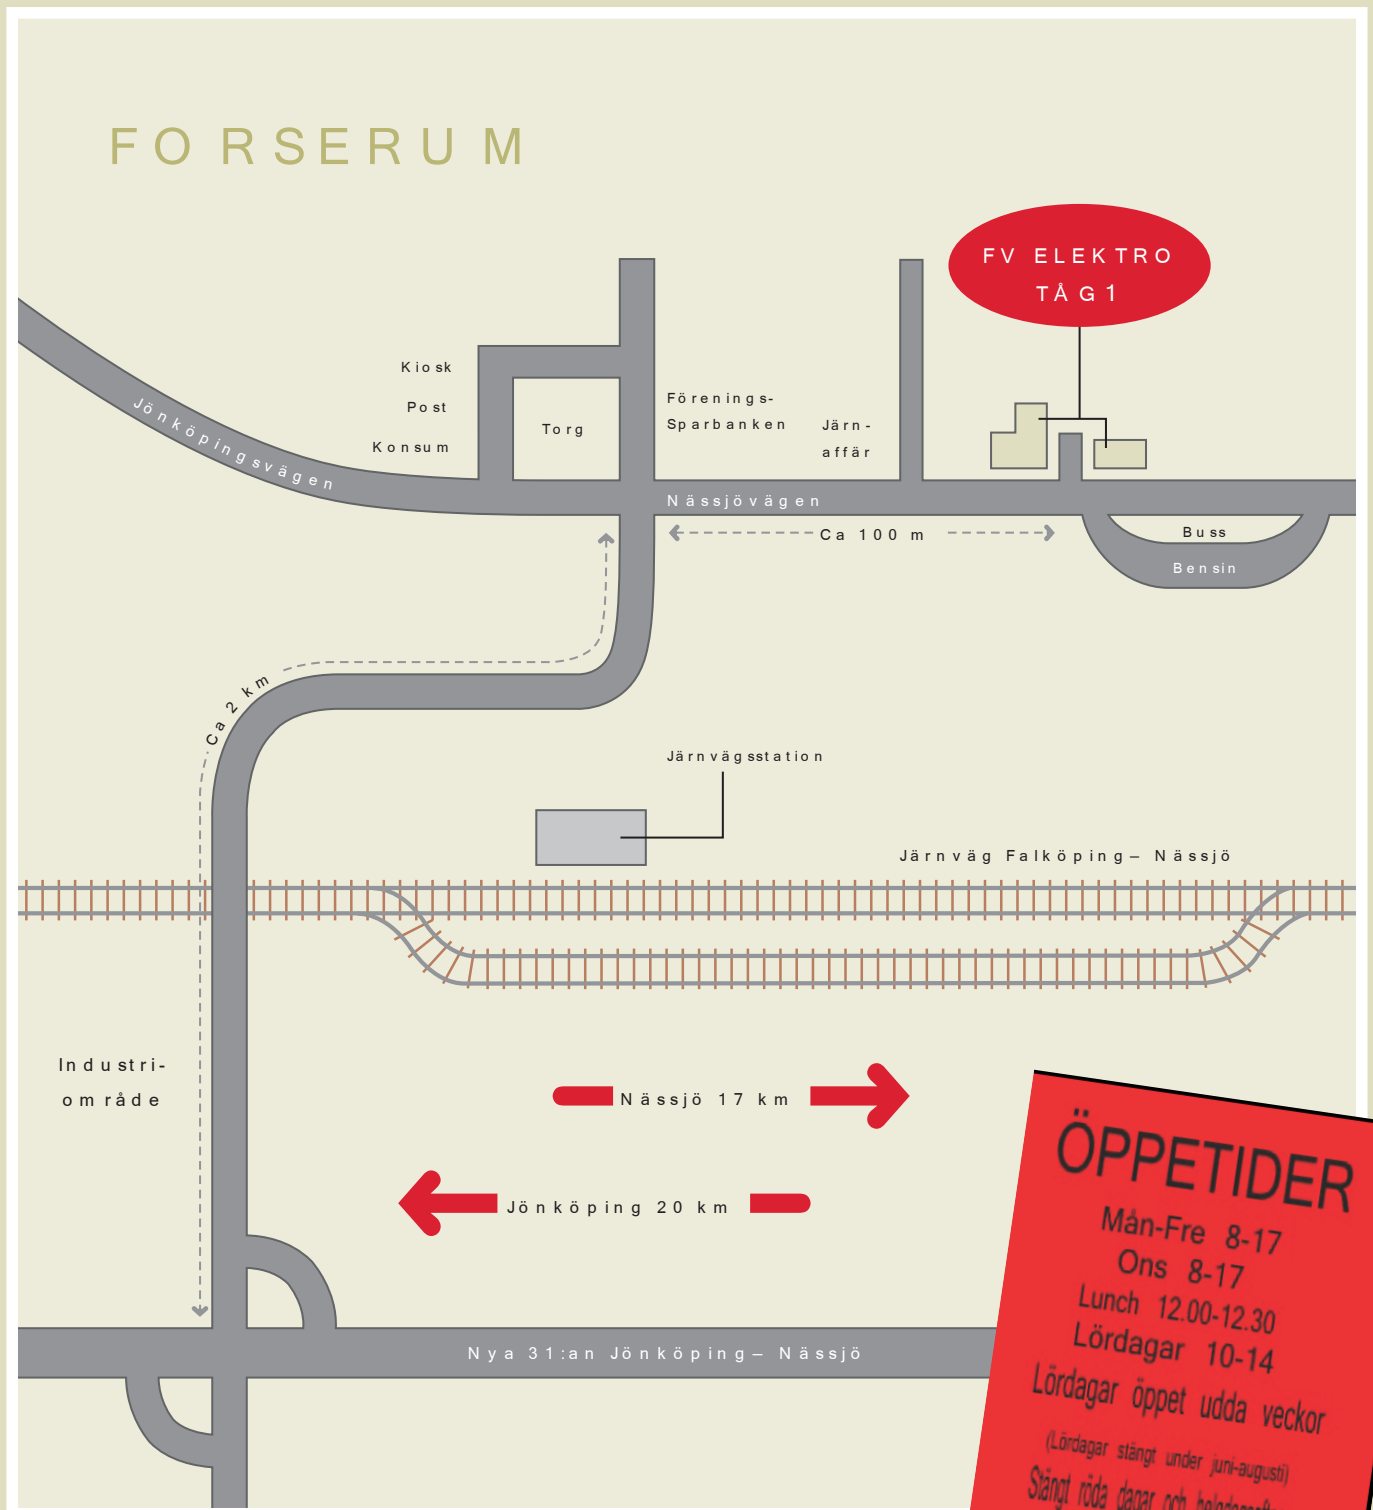 FORSERUM
FV ELEKTRO
TÅG1
Kiosk
Post
Konsum
Torg
Förenings-
Sparbanken
Järn-
affär
Jönköpingsvägen
Nässjövägen
Ca 100 m
Buss
Bensin
Ca 2 km
Järnvägsstation
Järnväg Falköping– Nässjö
Industri-
område
Nässjö 17 km
Jönköping 20 km
Nya 31:an Jönköping– Nässjö
ÖPPETIDER
Mån-Fre 8-17
Ons 8-17
Lunch 12.00-12.30
Lördagar 10-14
Lördagar öppet udda veckor
(Lördagar stängt under juni-augusti)
Stängt röda dagar och